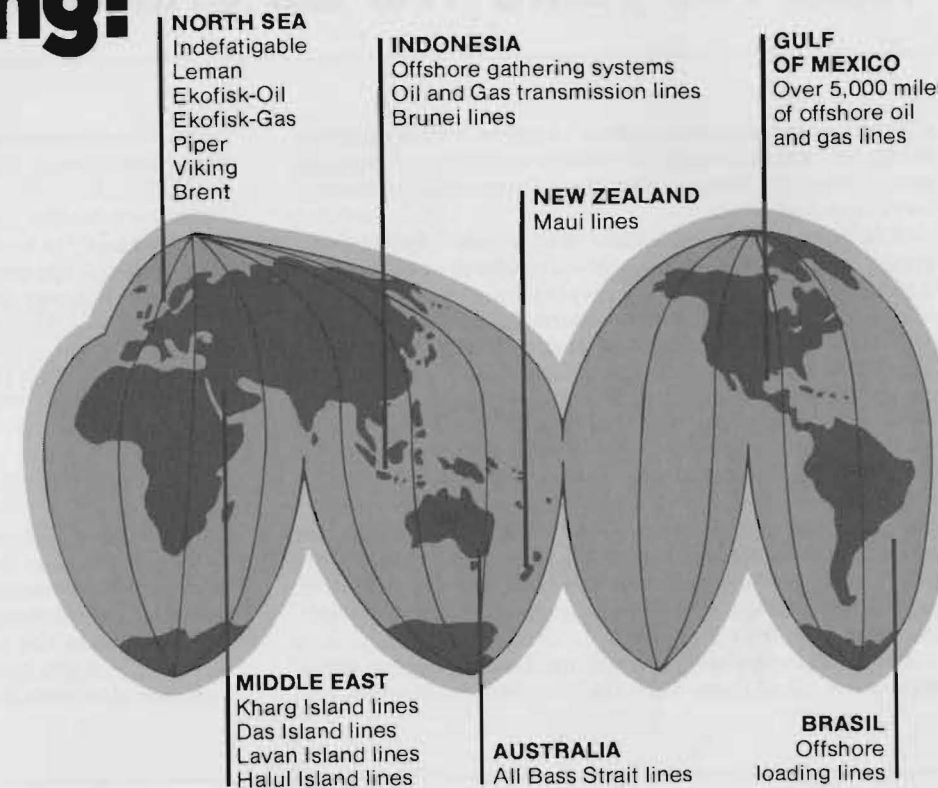 ng!
NORTH SEA
Indefatigable
Leman
Ekofisk-Oil
Ekofisk-Gas
Piper
Viking
Brent
INDONESIA
Offshore gathering systems
Oil and Gas transmission lines
Brunei lines
NEW ZEALAND
Maui lines
GULF
OF MEXICO
Over 5,000 mile
of offshore oil
and gas lines
MIDDLE EAST
Kharg Island lines
Das Island lines
Lavan Island lines
Halul Island lines
AUSTRALIA
All Bass Strait lines
BRASIL
Offshore
loading lines